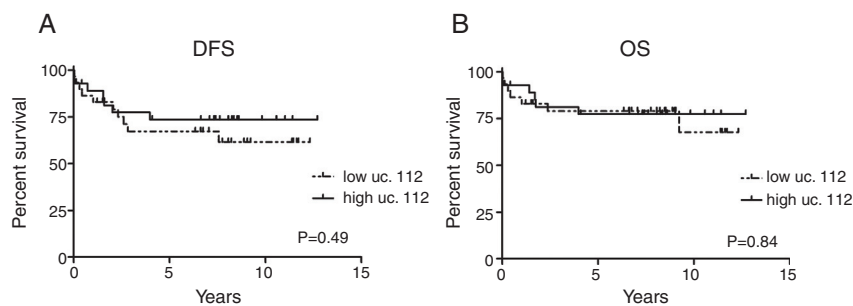 A
DFS
Percent survival
100
75
50
25
0
0
5
10
15
Years
low uc. 112
high uc. 112
P=0.49
B
OS
Percent survival
100
75
50
25
0
0
5
10
15
Years
low uc. 112
high uc. 112
P=0.84